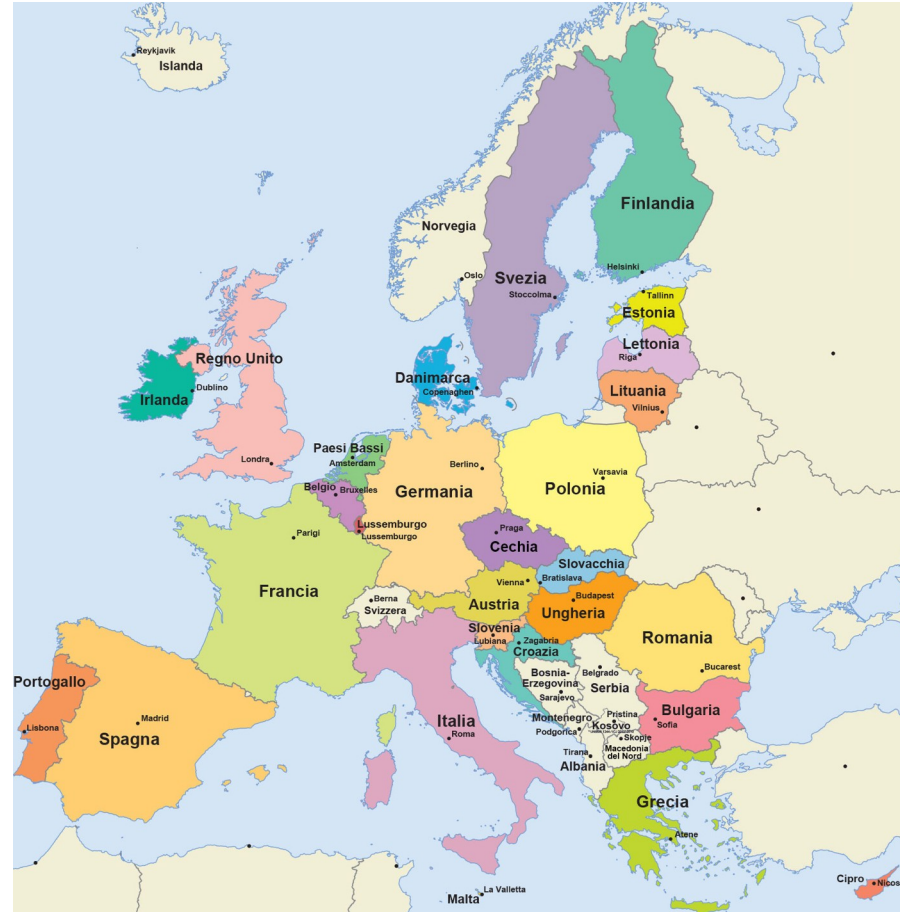 Reykjavik
Islanda
Norvegia
Oslo
Svezia
Stoccolma
Finlandia
Helsinki
Tallinn
Estonia
Lettonia
Riga
Lituania
Vilnius
Regno Unito
Londra
Irlanda
Dublino
Danimarca
Copenaghen
Paesi Bassi
Amsterdam
Belgio
Bruxelles
Lussemburgo
Lussemburgo
Berlino
Germania
Varsavia
Polonia
Praga
Cechia
Slovacchia
Bratislava
Vienna
Austria
Budapest
Ungheria
Parigi
Francia
Berna
Svizzera
Slovenia
Lubiana
Zagabria
Croazia
Romania
Bucarest
Bosnia-
Erzegovina
Sarajevo
Belgrado
Serbia
Montenegro
Podgorica
Pristina
Kosovo
Bulgaria
Sofia
Skopje
Macedonia
del Nord
Tirana
Albania
Portogallo
Lisbona
Madrid
Spagna
Italia
Roma
Grecia
Atene
La Valletta
Malta
Cipro
Nicos